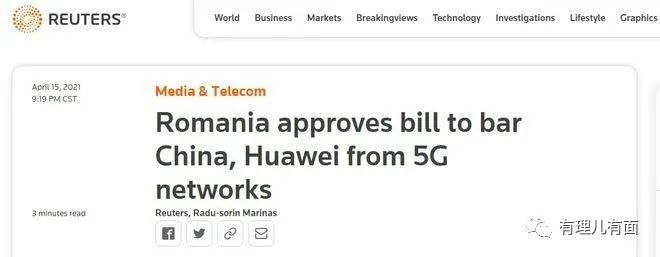 REUTERS®
World Business Markets Breakingviews Technology Investigations Lifestyle Graphics
April 15, 2021
9:19 PM CST
Media & Telecom
Romania approves bill to bar
China, Huawei from 5G
networks
3 minutes read
Reuters, Radu-sorin Marinas
有理儿有面